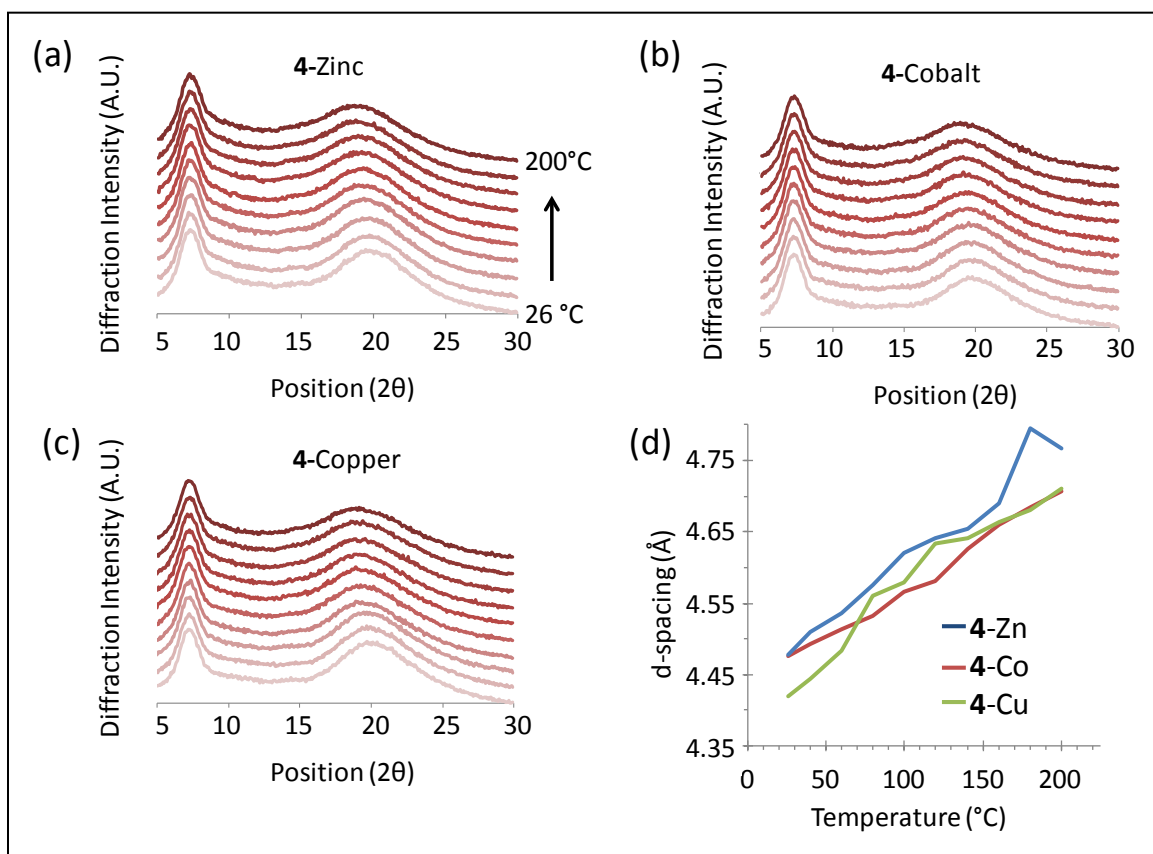 (a)
4-Zinc
Diffraction Intensity (A.U.)
200°C
26 °C
5 10 15 20 25 30
Position (2θ)
(b)
4-Cobalt
Diffraction Intensity (A.U.)
5 10 15 20 25 30
Position (2θ)
(c)
4-Copper
Diffraction Intensity (A.U.)
5 10 15 20 25 30
Position (2θ)
(d)
d-spacing (Å)
4.75
4.65
4.55
4.45
4.35
4-Zn
4-Co
4-Cu
0 50 100 150 200
Temperature (°C)